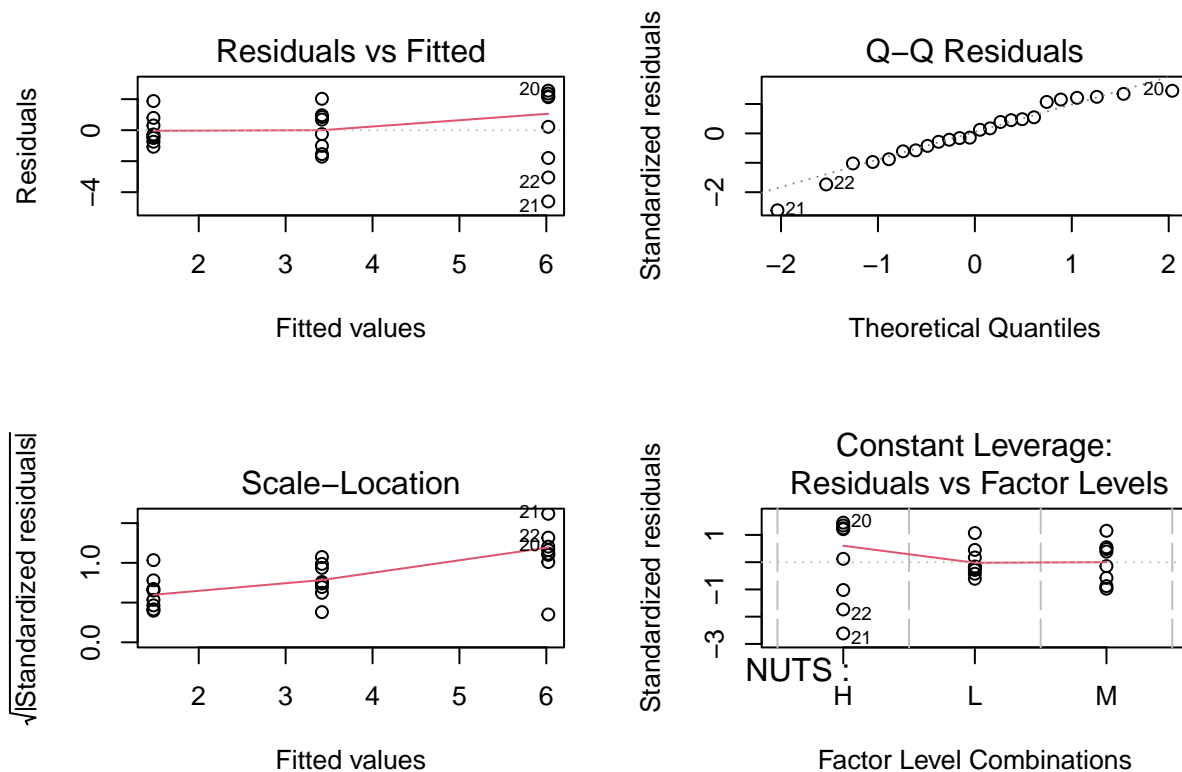 Residuals vs Fitted
Residuals
0
−4
20
22
21
2 3 4 5 6
Fitted values
Q−Q Residuals
Standardized residuals
0
−2
20
22
21
−2 −1 0 1 2
Theoretical Quantiles
Scale−Location
√|Standardized residuals|
1.0
0.0
21
22
20
2 3 4 5 6
Fitted values
Constant Leverage:
Residuals vs Factor Levels
Standardized residuals
1
−1
−3
20
22
21
NUTS :
H L M
Factor Level Combinations